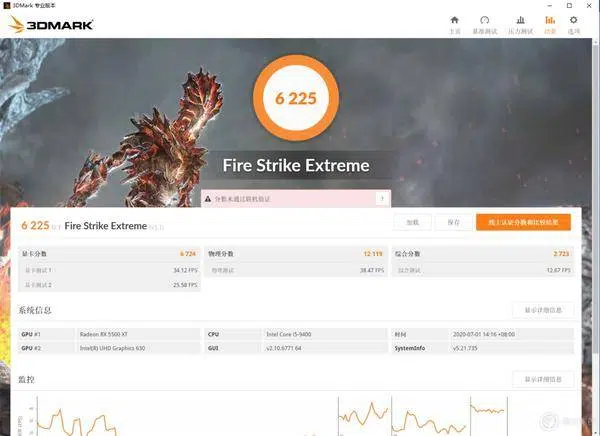 3DMark 专业版本
3DMARK
主页 基准测试 压力测试 结果 选项
6 225
Fire Strike Extreme
分数未通过联机验证 ?
6 225 Fire Strike Extreme
加载 保存 线上认证分数和比较结果
显卡分数 6 724
显卡测试 1 34.12 FPS
显卡测试 2 25.58 FPS
物理分数 12 119
物理测试 38.47 FPS
综合分数 2 723
综合测试 12.67 FPS
系统信息 显示详细信息
GPU #1 Radeon RX 5500 XT
GPU #2 Intel(R) UHD Graphics 630
CPU Intel Core i5-9400
GUI v2.10.6771 64
时间 2020-07-01 14:16 +08:00
SystemInfo v5.21.735
监控 显示详细信息